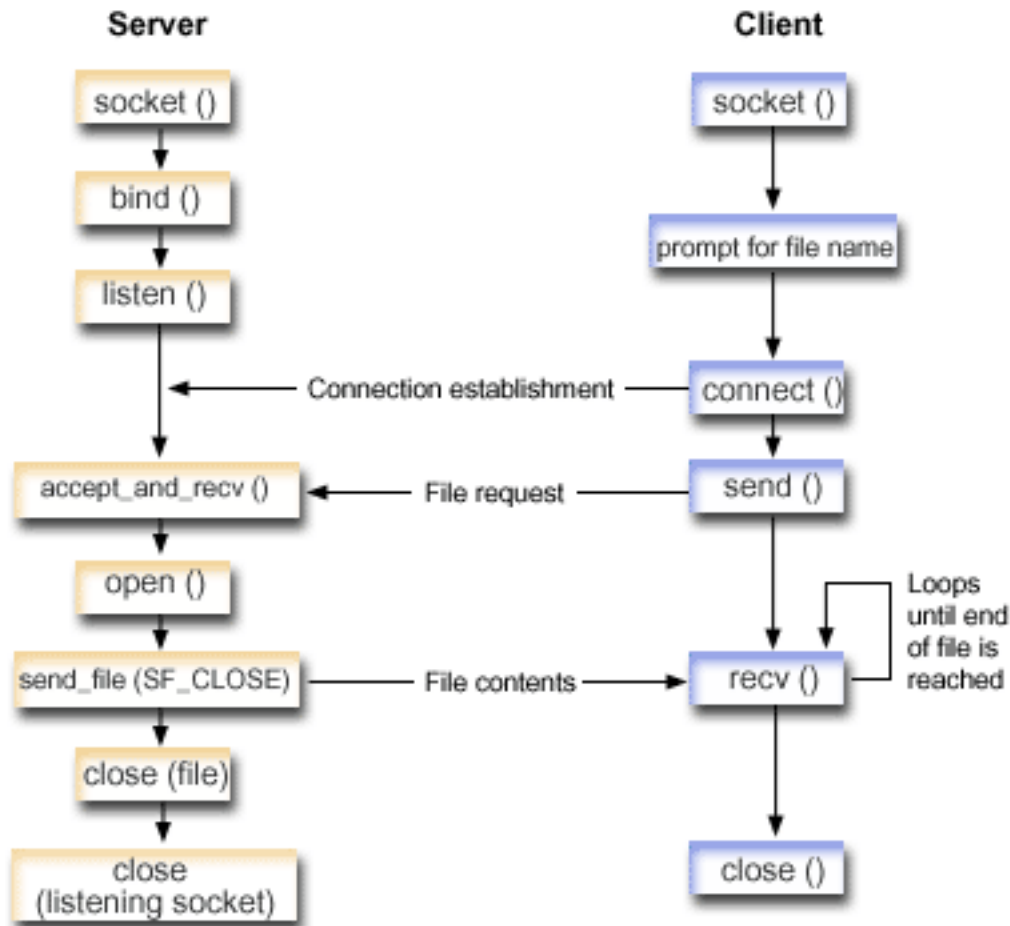 Server
Client
socket ()
socket ()
bind ()
prompt for file name
listen ()
Connection establishment
connect ()
accept_and_recv ()
File request
send ()
open ()
Loops
until end
of file is
reached
send_file (SF_CLOSE)
File contents
recv ()
close (file)
close
(listening socket)
close ()